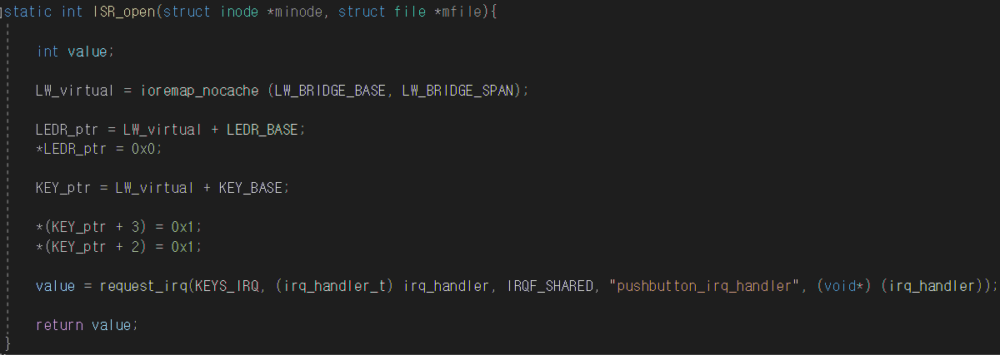 static int ISR_open(struct inode *minode, struct file *mfile){
int value;
LW_virtual = ioremap_nocache (LW_BRIDGE_BASE, LW_BRIDGE_SPAN);
LEDR_ptr = LW_virtual + LEDR_BASE;
*LEDR_ptr = 0x0;
KEY_ptr = LW_virtual + KEY_BASE;
*(KEY_ptr + 3) = 0x1;
*(KEY_ptr + 2) = 0x1;
value = request_irq(KEYS_IRQ, (irq_handler_t) irq_handler, IRQF_SHARED, "pushbutton_irq_handler", (void*) (irq_handler));
return value;
}